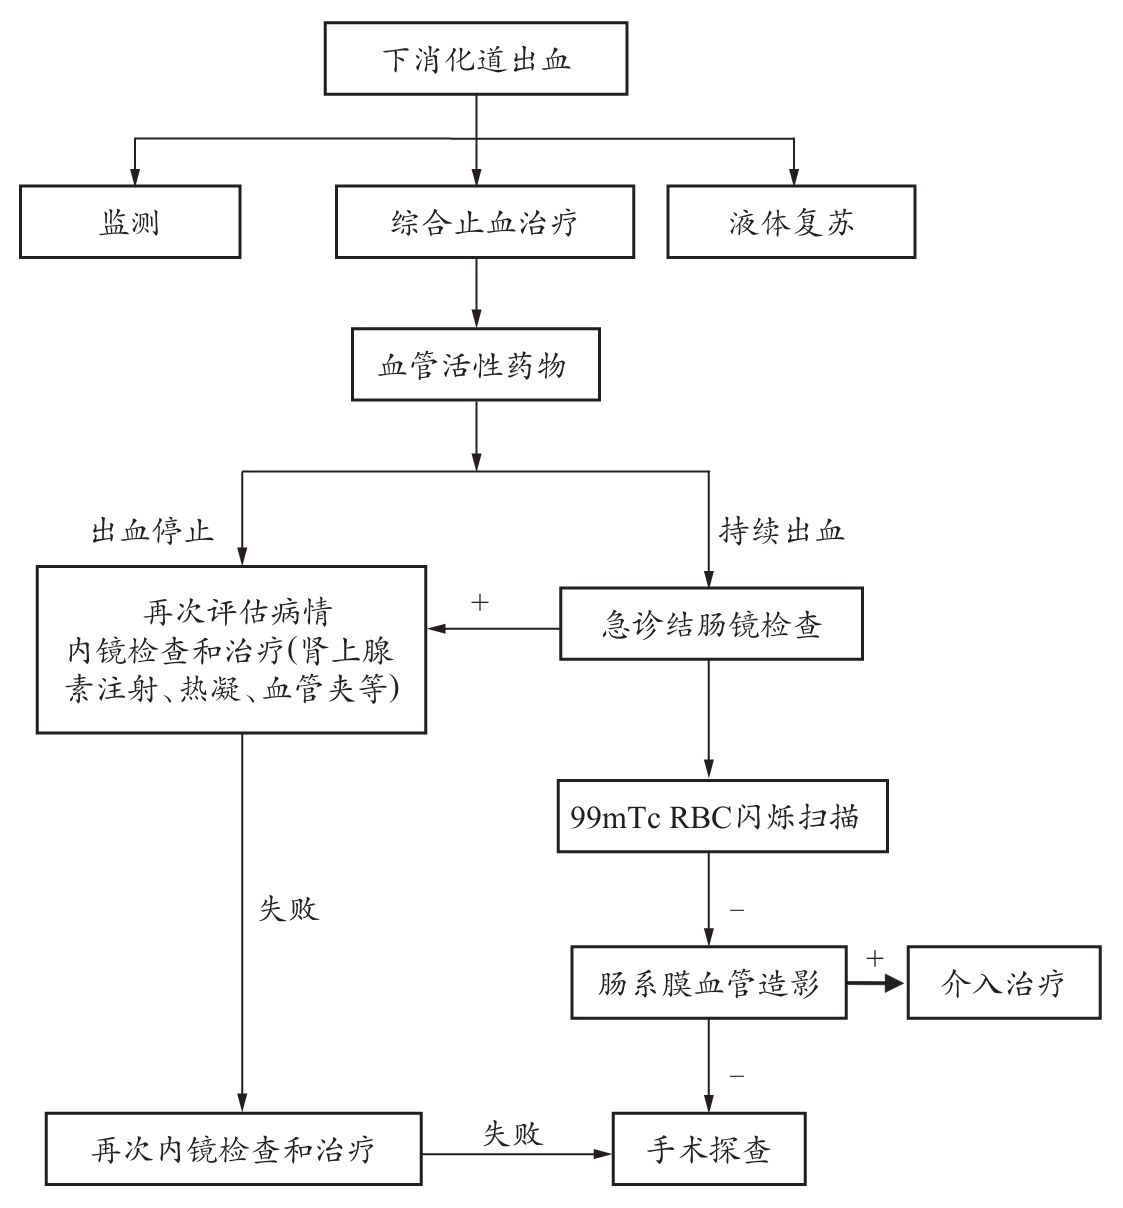 下消化道出血
监测
综合止血治疗
液体复苏
血管活性药物
出血停止
持续出血
再次评估病情
内镜检查和治疗(肾上腺
素注射、热凝、血管夹等)
+
急诊结肠镜检查
99mTc RBC闪烁扫描
失败
−
肠系膜血管造影
+
介入治疗
−
再次内镜检查和治疗
失败
手术探查